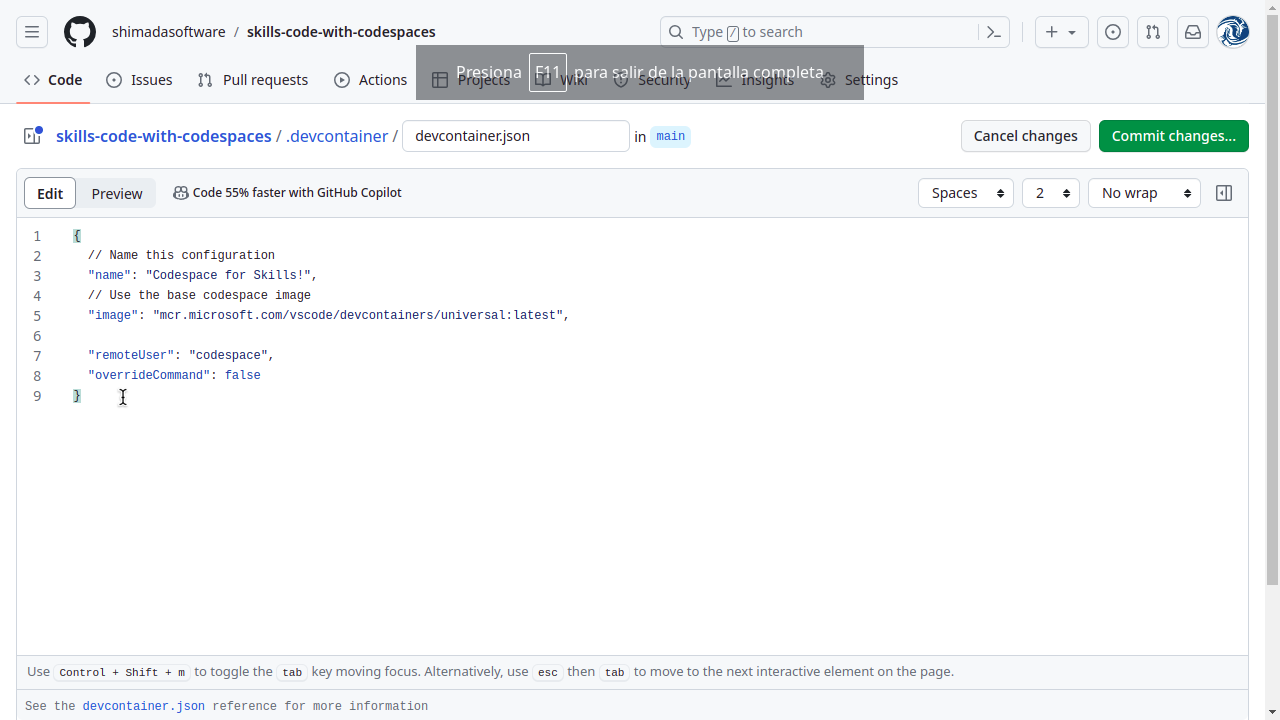 shimadasoftware / skills-code-with-codespaces Type / to search
Code Issues Pull requests Actions Projects Wiki Security Insights Settings
Presiona F11 para salir de la pantalla completa
skills-code-with-codespaces / .devcontainer / devcontainer.json in main Cancel changes Commit changes...
Edit Preview Code 55% faster with GitHub Copilot Spaces 2 No wrap
1 {
2 // Name this configuration
3 "name": "Codespace for Skills!",
4 // Use the base codespace image
5 "image": "mcr.microsoft.com/vscode/devcontainers/universal:latest",
6
7 "remoteUser": "codespace",
8 "overrideCommand": false
9 }
Use Control + Shift + m to toggle the tab key moving focus. Alternatively, use esc then tab to move to the next interactive element on the page.
See the devcontainer.json reference for more information